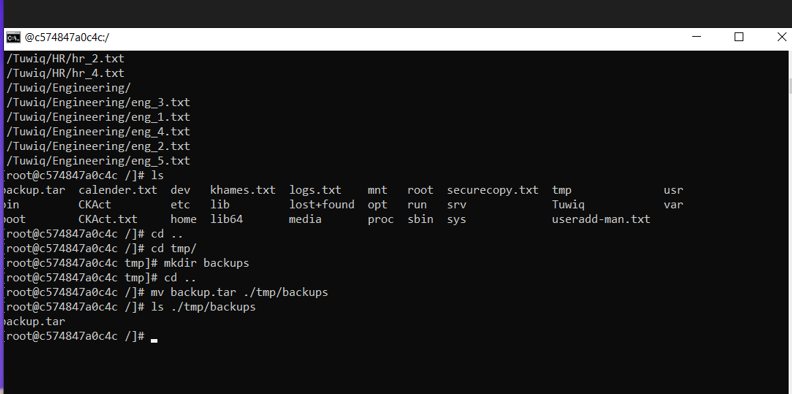 @c574847a0c4c:/
/Tuwiq/HR/hr_2.txt
/Tuwiq/HR/hr_4.txt
/Tuwiq/Engineering/
/Tuwiq/Engineering/eng_3.txt
/Tuwiq/Engineering/eng_1.txt
/Tuwiq/Engineering/eng_4.txt
/Tuwiq/Engineering/eng_2.txt
/Tuwiq/Engineering/eng_5.txt
[root@c574847a0c4c /]# ls
backup.tar calender.txt dev khames.txt logs.txt mnt root securecopy.txt tmp usr
bin CKAct etc lib lost+found opt run srv Tuwiq var
boot CKAct.txt home lib64 media proc sbin sys useradd-man.txt
[root@c574847a0c4c /]# cd ..
[root@c574847a0c4c /]# cd tmp/
[root@c574847a0c4c tmp]# mkdir backups
[root@c574847a0c4c tmp]# cd ..
[root@c574847a0c4c /]# mv backup.tar ./tmp/backups
[root@c574847a0c4c /]# ls ./tmp/backups
backup.tar
[root@c574847a0c4c /]#